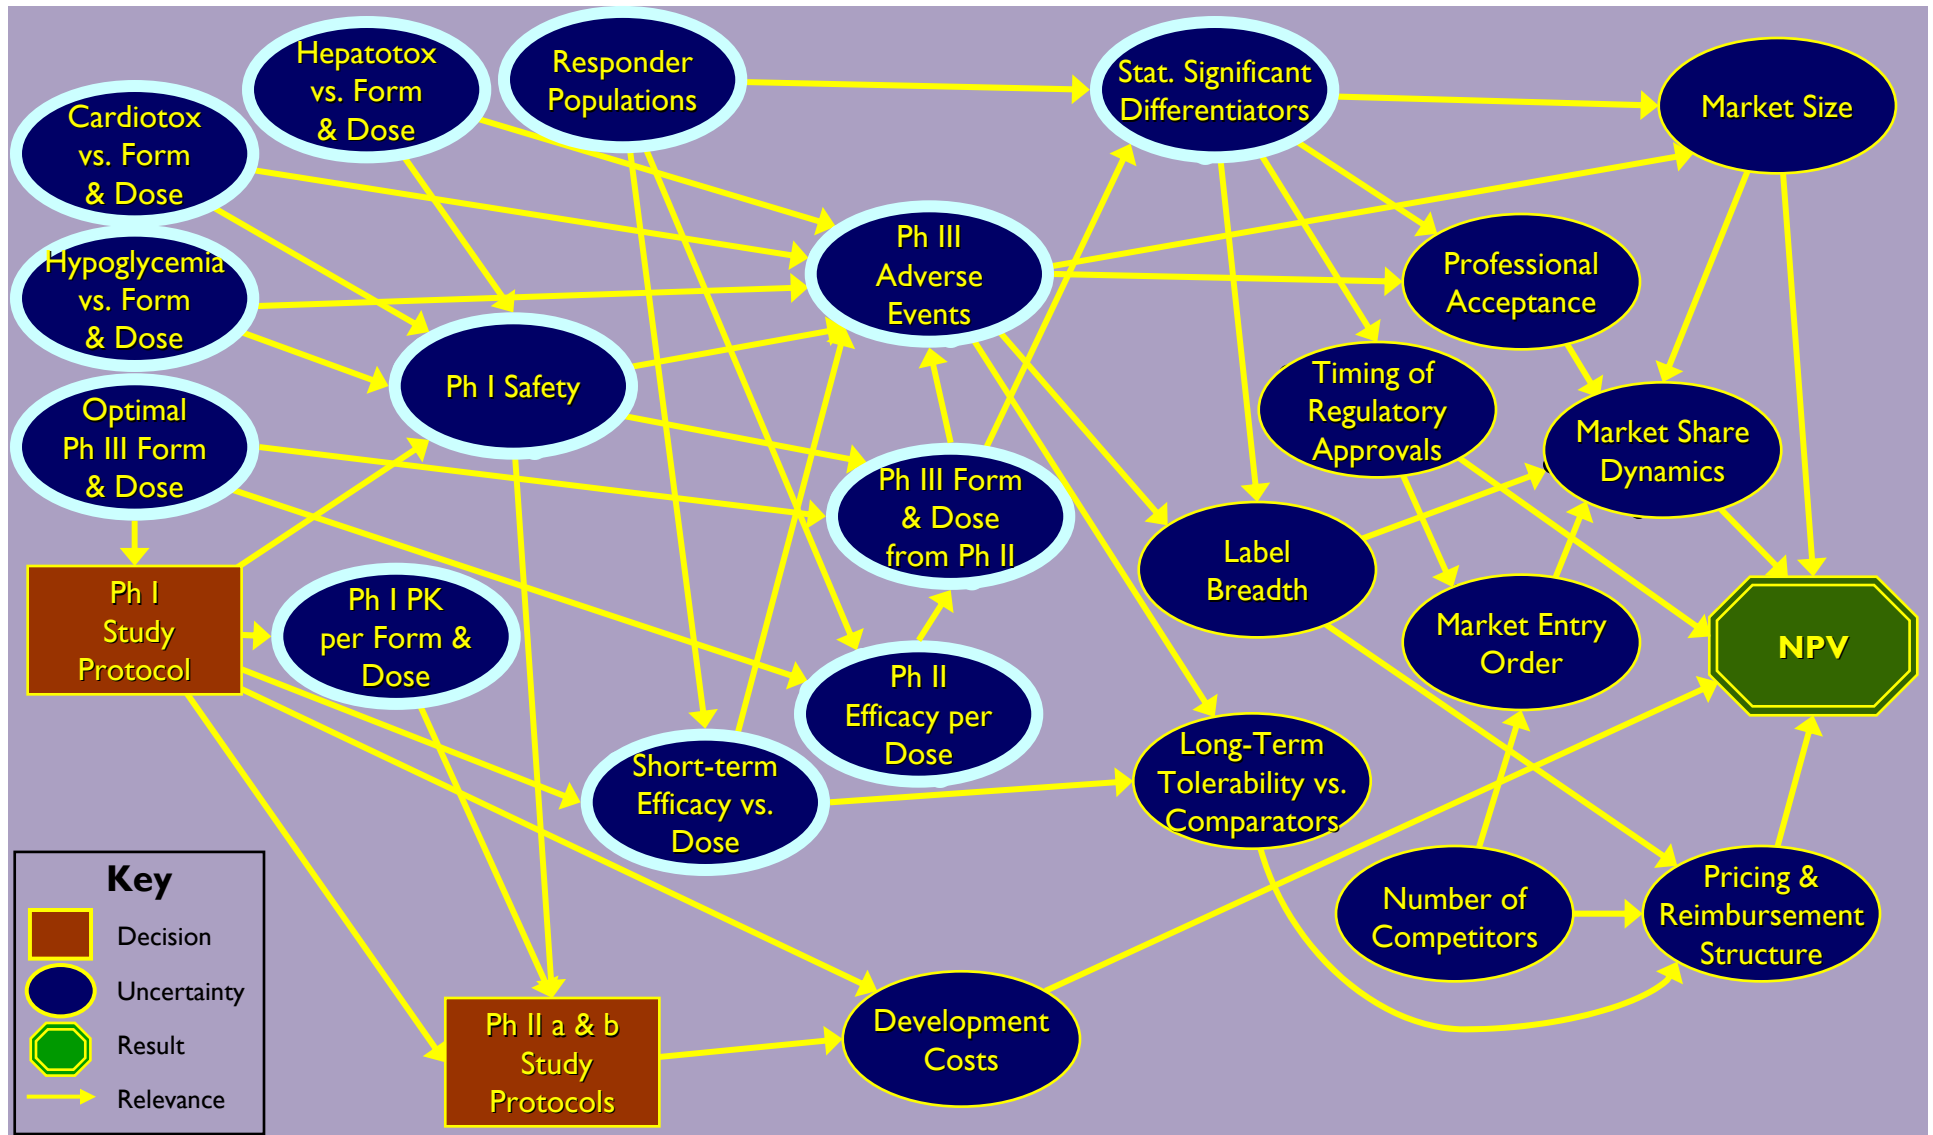 Hepatotox
vs. Form
& Dose
Responder
Populations
Stat. Significant
Differentiators
Market Size
Cardiotox
vs. Form
& Dose
Ph III
Adverse
Events
Professional
Acceptance
Hypoglycemia
vs. Form
& Dose
Ph I Safety
Timing of
Regulatory
Approvals
Market Share
Dynamics
Optimal
Ph III Form
& Dose
Ph III Form
& Dose
from Ph II
Label
Breadth
Ph I
Study
Protocol
Ph I PK
per Form &
Dose
Market Entry
Order
NPV
Ph II
Efficacy per
Dose
Short-term
Efficacy vs.
Dose
Long-Term
Tolerability vs.
Comparators
Number of
Competitors
Pricing &
Reimbursement
Structure
Key
Decision
Uncertainty
Result
Relevance
Ph II a & b
Study
Protocols
Development
Costs